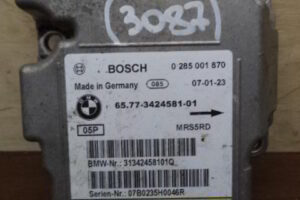 3087
BOSCH 0 285 001 870
Made in Germany 07-01-23
65.77-3424581-01
05P MRS5RD
BMW-Nr.: 31342458101Q
Serien-Nr.: 07B0235H0046R